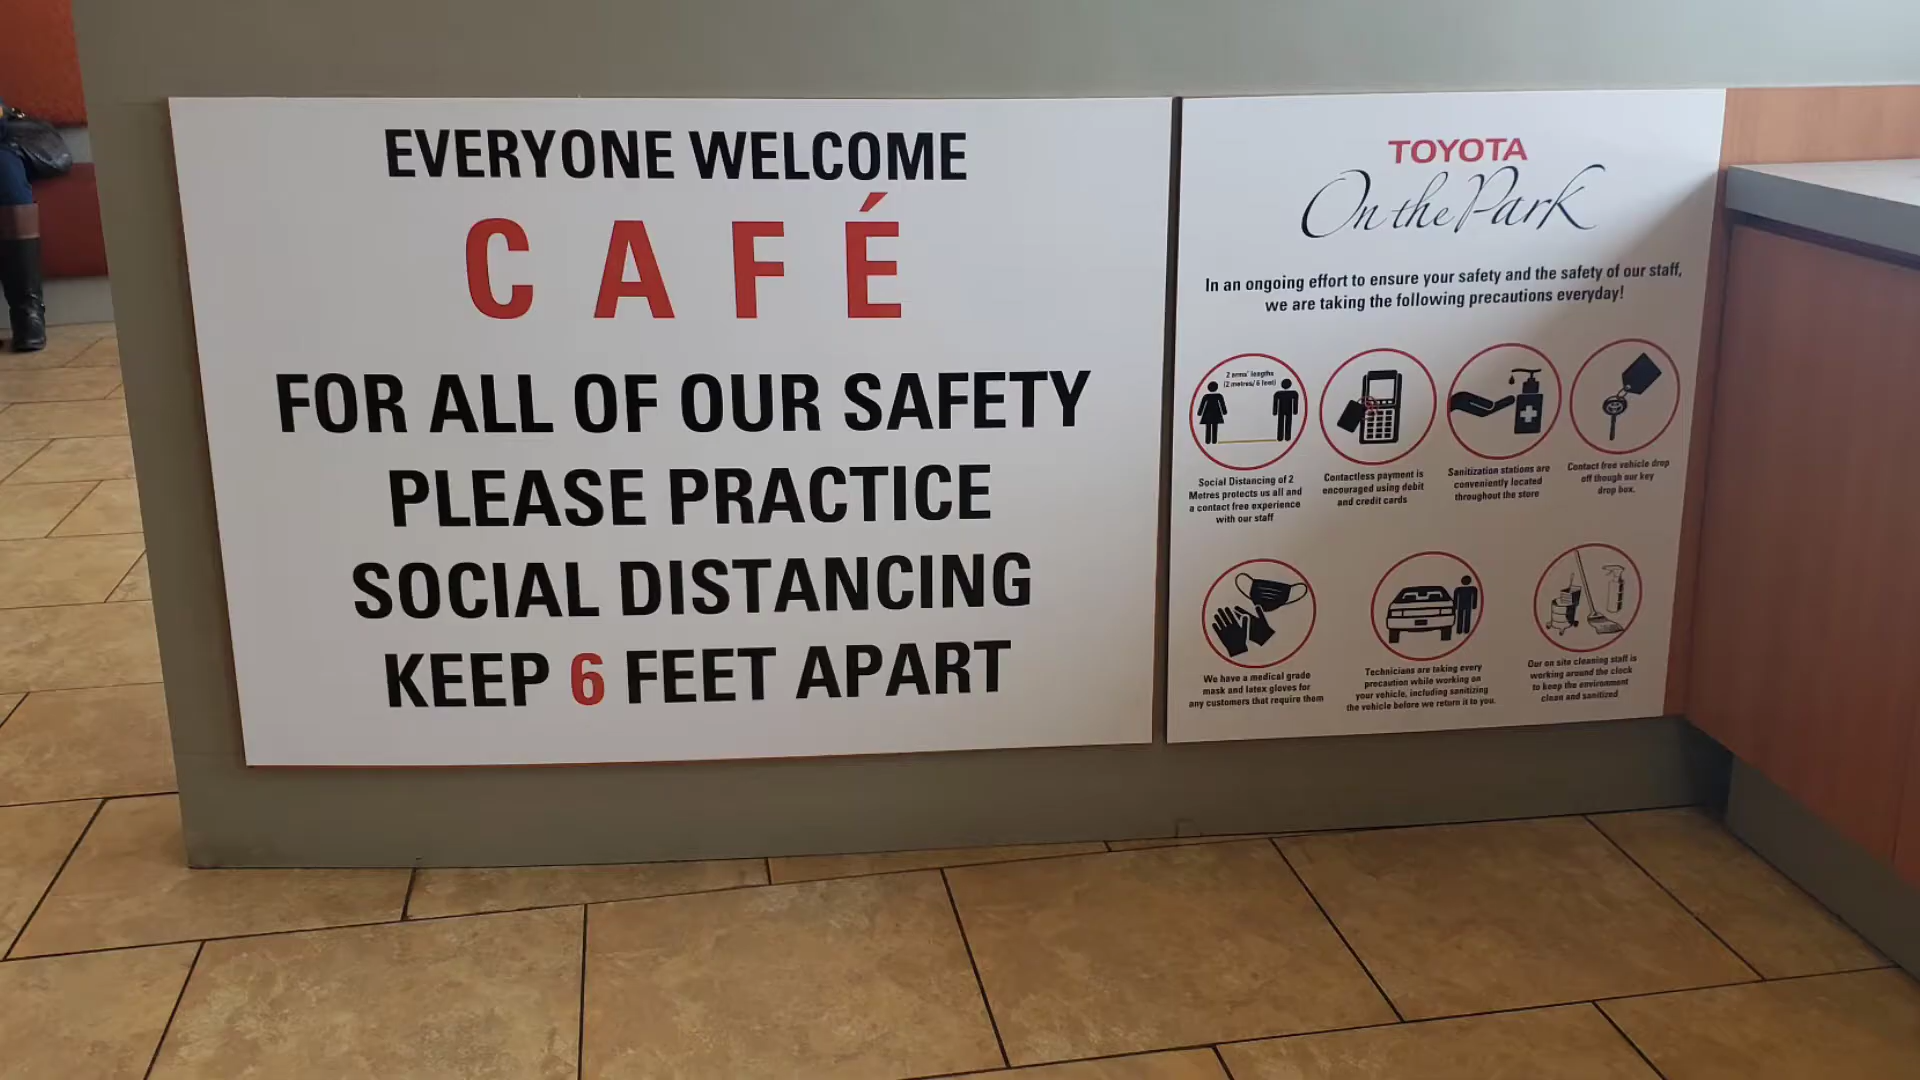 EVERYONE WELCOME
CAFÉ
FOR ALL OF OUR SAFETY
PLEASE PRACTICE
SOCIAL DISTANCING
KEEP 6 FEET APART
TOYOTA
On the Park
In an ongoing effort to ensure your safety and the safety of our staff,
we are taking the following precautions everyday!
2 arms' lengths
(2 metres/6 feet)
Social Distancing of 2
Metres protects us all and
a contact free experience
with our staff
Contactless payment is
encouraged using debit
and credit cards
Sanitization stations are
conveniently located
throughout the store
Contact free vehicle drop
off though our key
drop box.
We have a medical grade
mask and latex gloves for
any customers that require them
Technicians are taking every
precaution while working on
your vehicle, including sanitizing
the vehicle before we return it to you.
Our on site cleaning staff is
working around the clock
to keep the environment
clean and sanitized